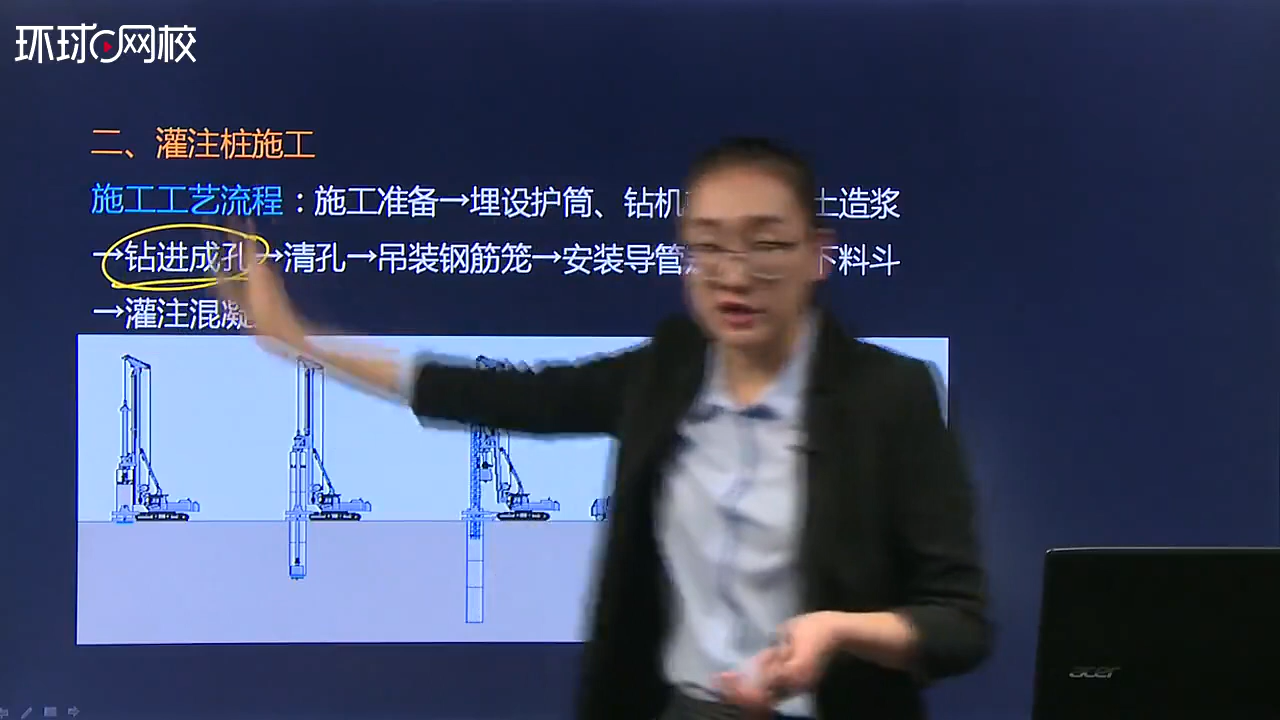 环球网校
二、灌注桩施工
施工工艺流程：施工准备→埋设护筒、钻机 土造浆
→钻进成孔→清孔→吊装钢筋笼→安装导管 下料斗
→灌注混凝
acer